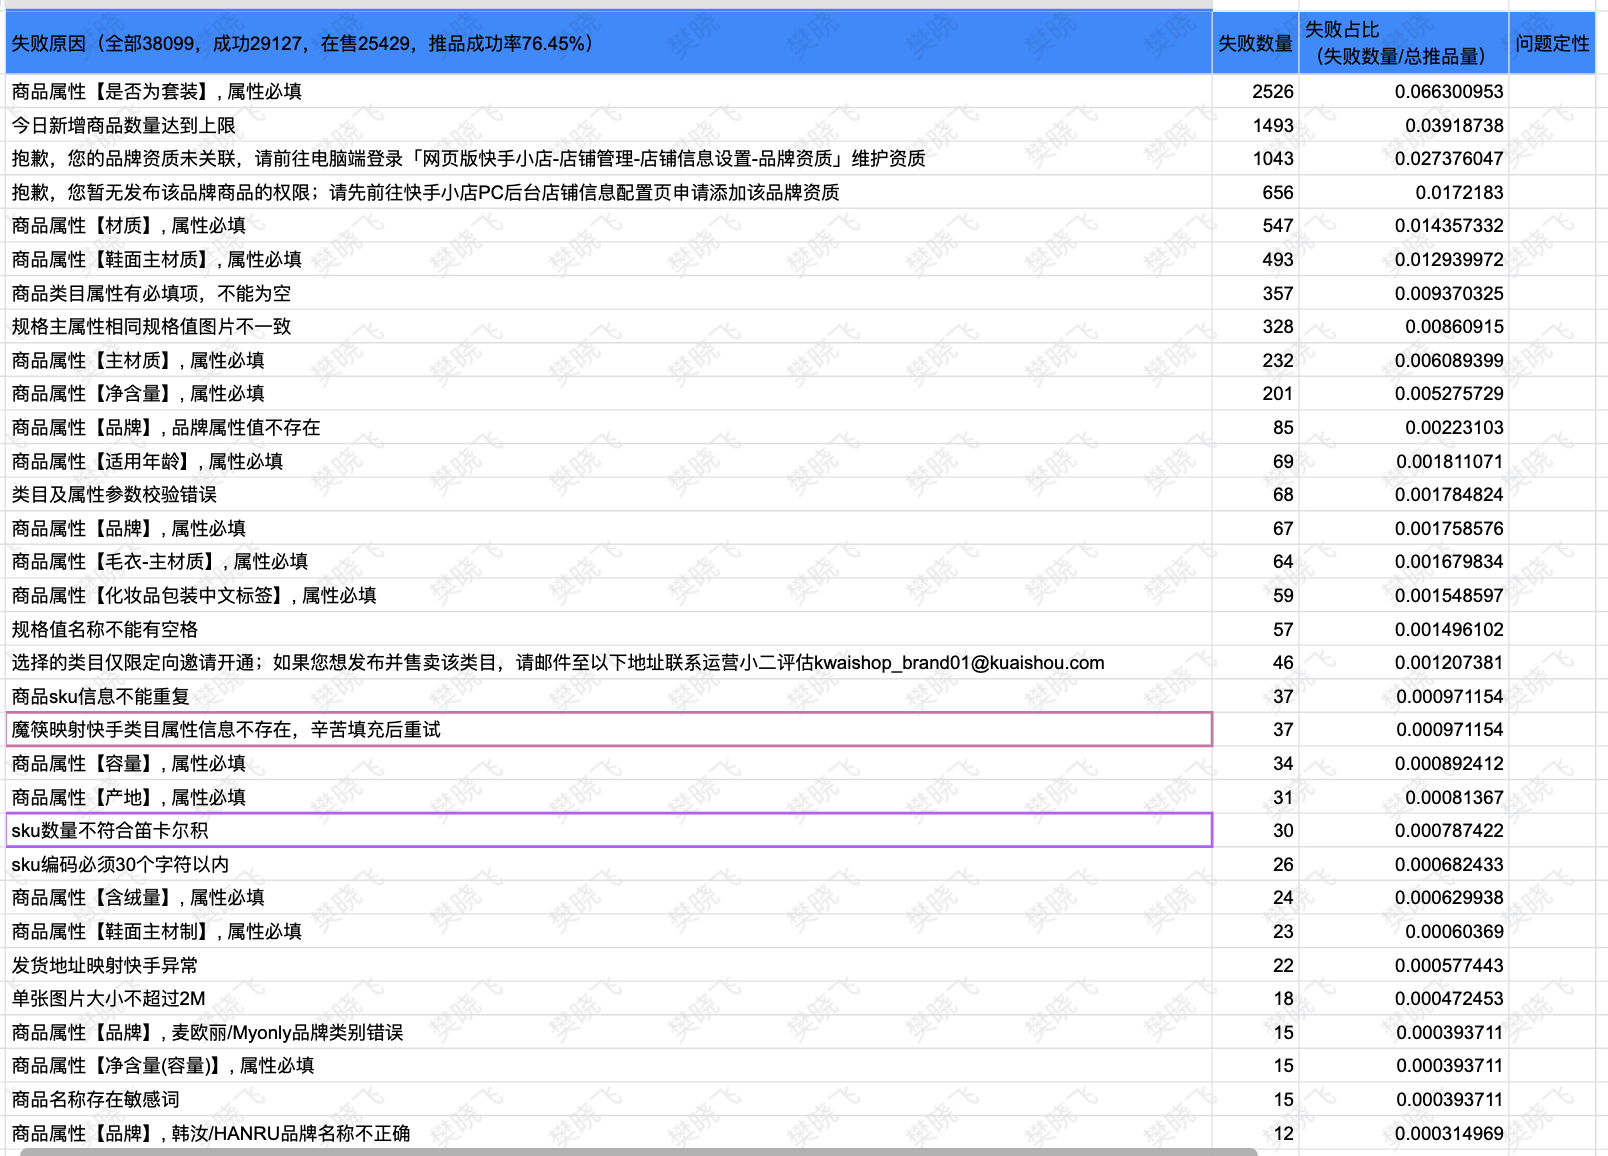 失败原因（全部38099，成功29127，在售25429，推品成功率76.45%） 失败数量 失败占比（失败数量/总推品量） 问题定性
商品属性【是否为套装】, 属性必填 2526 0.066300953
今日新增商品数量达到上限 1493 0.03918738
抱歉，您的品牌资质未关联，请前往电脑端登录「网页版快手小店-店铺管理-店铺信息设置-品牌资质」维护资质 1043 0.027376047
抱歉，您暂无发布该品牌商品的权限；请先前往快手小店PC后台店铺信息配置页申请添加该品牌资质 656 0.0172183
商品属性【材质】, 属性必填 547 0.014357332
商品属性【鞋面主材质】, 属性必填 493 0.012939972
商品类目属性有必填项，不能为空 357 0.009370325
规格主属性相同规格值图片不一致 328 0.00860915
商品属性【主材质】, 属性必填 232 0.006089399
商品属性【净含量】, 属性必填 201 0.005275729
商品属性【品牌】, 品牌属性值不存在 85 0.00223103
商品属性【适用年龄】, 属性必填 69 0.001811071
类目及属性参数校验错误 68 0.001784824
商品属性【品牌】, 属性必填 67 0.001758576
商品属性【毛衣-主材质】, 属性必填 64 0.001679834
商品属性【化妆品包装中文标签】, 属性必填 59 0.001548597
规格值名称不能有空格 57 0.001496102
选择的类目仅限定向邀请开通；如果您想发布并售卖该类目，请邮件至以下地址联系运营小二评估kwaishop_brand01@kuaishou.com 46 0.001207381
商品sku信息不能重复 37 0.000971154
魔筷映射快手类目属性信息不存在，辛苦填充后重试 37 0.000971154
商品属性【容量】, 属性必填 34 0.000892412
商品属性【产地】, 属性必填 31 0.00081367
sku数量不符合笛卡尔积 30 0.000787422
sku编码必须30个字符以内 26 0.000682433
商品属性【含绒量】, 属性必填 24 0.000629938
商品属性【鞋面主材制】, 属性必填 23 0.00060369
发货地址映射快手异常 22 0.000577443
单张图片大小不超过2M 18 0.000472453
商品属性【品牌】, 麦欧丽/Myonly品牌类别错误 15 0.000393711
商品属性【净含量(容量)】, 属性必填 15 0.000393711
商品名称存在敏感词 15 0.000393711
商品属性【品牌】, 韩汝/HANRU品牌名称不正确 12 0.000314969
樊晓飞